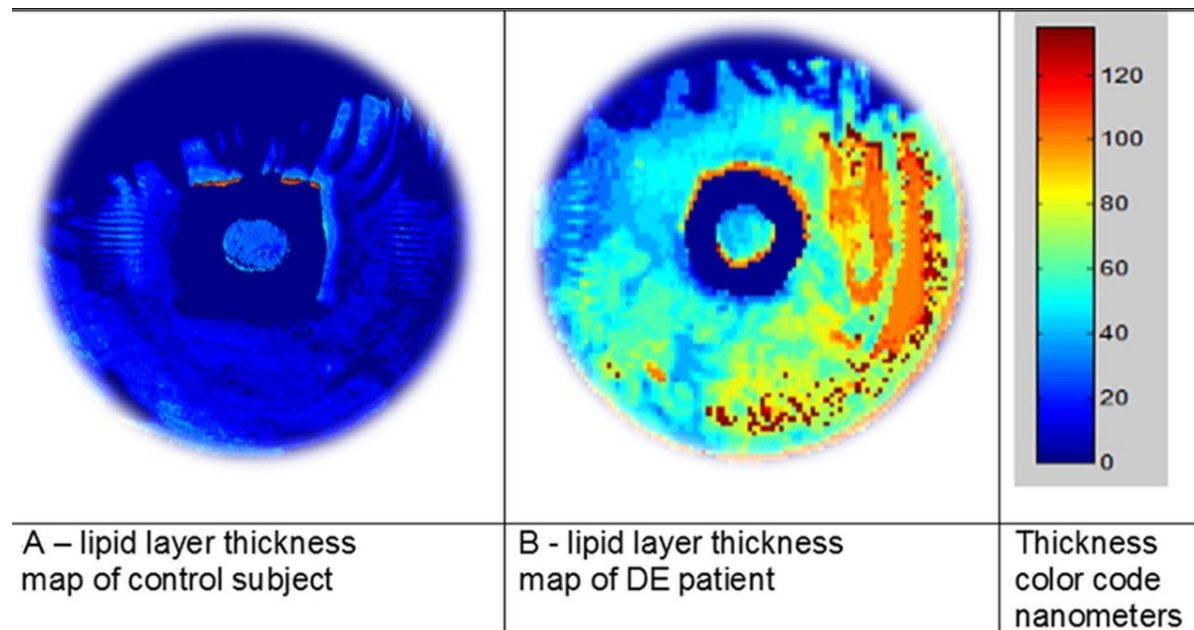 120
100
80
60
40
20
0
A – lipid layer thickness
map of control subject
B - lipid layer thickness
map of DE patient
Thickness
color code
nanometers